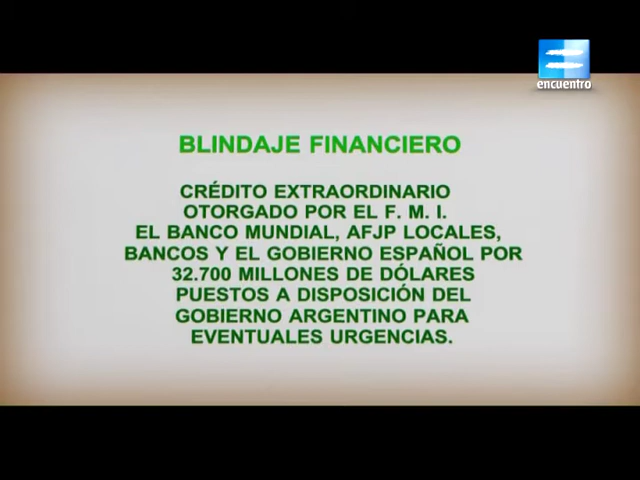 encuentro
BLINDAJE FINANCIERO
CRÉDITO EXTRAORDINARIO
OTORGADO POR EL F. M. I.
EL BANCO MUNDIAL, AFJP LOCALES,
BANCOS Y EL GOBIERNO ESPAÑOL POR
32.700 MILLONES DE DÓLARES
PUESTOS A DISPOSICIÓN DEL
GOBIERNO ARGENTINO PARA
EVENTUALES URGENCIAS.